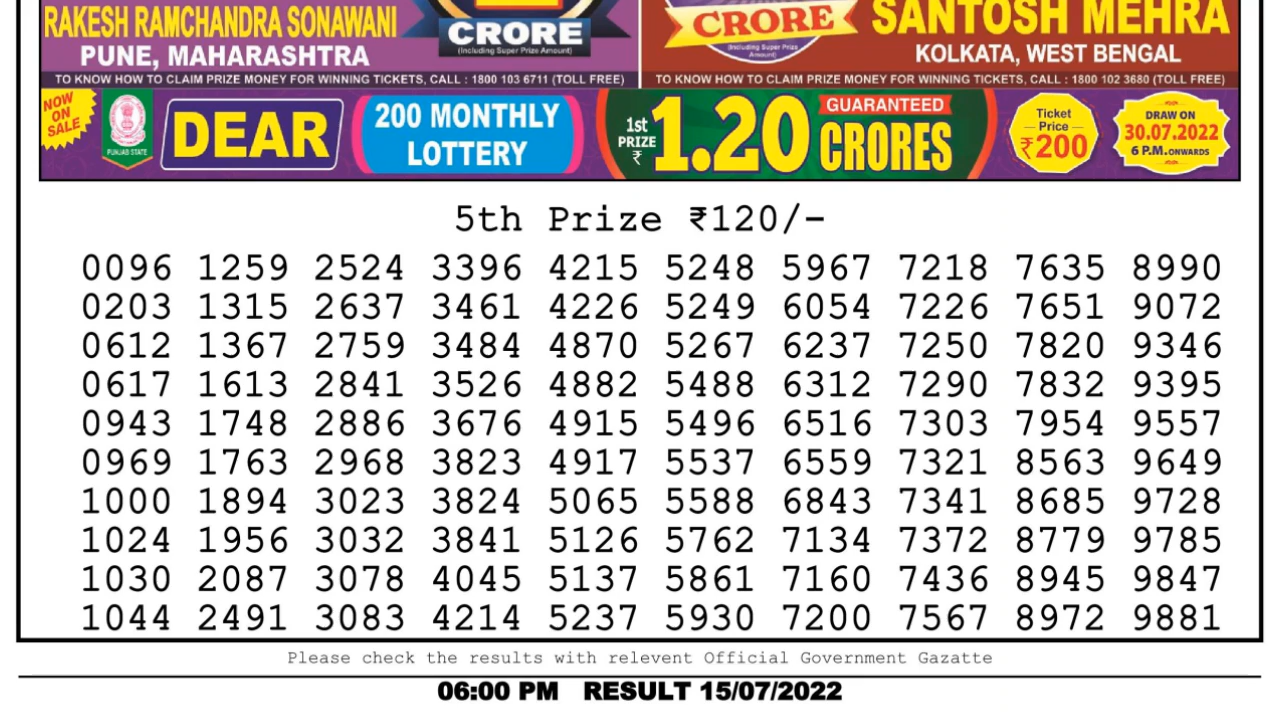 RAKESH RAMCHANDRA SONAWANI
PUNE, MAHARASHTRA
CRORE
(Including Super Prize Amount)
TO KNOW HOW TO CLAIM PRIZE MONEY FOR WINNING TICKETS, CALL : 1800 103 6711 (TOLL FREE)
CRORE
(Including Super Prize
Amount)
SANTOSH MEHRA
KOLKATA, WEST BENGAL
TO KNOW HOW TO CLAIM PRIZE MONEY FOR WINNING TICKETS, CALL : 1800 102 3680 (TOLL FREE)
NOW
ON
SALE
PUNJAB STATE
DEAR
200 MONTHLY
LOTTERY
1st
PRIZE
₹
1.20
GUARANTEED
CRORES
Ticket
Price
₹200
DRAW ON
30.07.2022
6 P.M. ONWARDS
5th Prize ₹120/-
0096 1259 2524 3396 4215 5248 5967 7218 7635 8990
0203 1315 2637 3461 4226 5249 6054 7226 7651 9072
0612 1367 2759 3484 4870 5267 6237 7250 7820 9346
0617 1613 2841 3526 4882 5488 6312 7290 7832 9395
0943 1748 2886 3676 4915 5496 6516 7303 7954 9557
0969 1763 2968 3823 4917 5537 6559 7321 8563 9649
1000 1894 3023 3824 5065 5588 6843 7341 8685 9728
1024 1956 3032 3841 5126 5762 7134 7372 8779 9785
1030 2087 3078 4045 5137 5861 7160 7436 8945 9847
1044 2491 3083 4214 5237 5930 7200 7567 8972 9881
Please check the results with relevent Official Government Gazatte
06:00 PM RESULT 15/07/2022